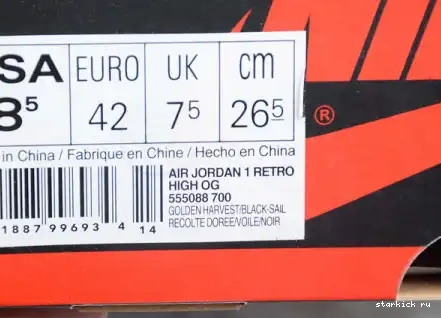 SA EURO UK cm
8⁵ 42 7⁵ 26⁵
in China / Fabrique en Chine / Hecho en China
AIR JORDAN 1 RETRO
HIGH OG
555088 700
GOLDEN HARVEST/BLACK-SAIL
RECOLTE DOREE/VOILE/NOIR
1887 99693 4 14
®
starkick ru